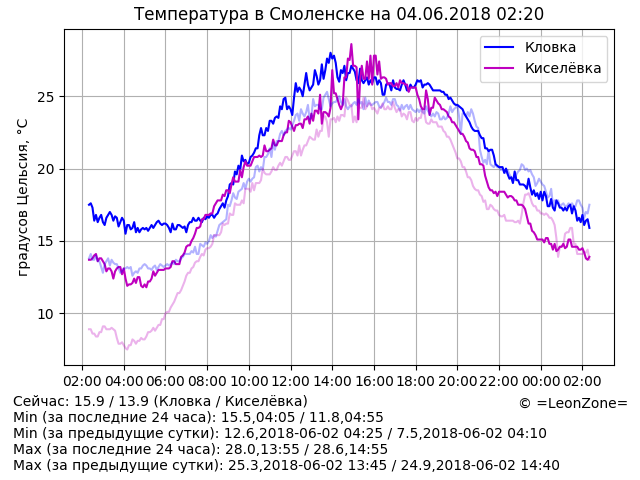 Температура в Смоленске на 04.06.2018 02:20
Кловка
Киселёвка
градусов Цельсия, °C
25
20
15
10
02:00 04:00 06:00 08:00 10:00 12:00 14:00 16:00 18:00 20:00 22:00 00:00 02:00
Сейчас: 15.9 / 13.9 (Кловка / Киселёвка)
© =LeonZone=
Min (за последние 24 часа): 15.5,04:05 / 11.8,04:55
Min (за предыдущие сутки): 12.6,2018-06-02 04:25 / 7.5,2018-06-02 04:10
Max (за последние 24 часа): 28.0,13:55 / 28.6,14:55
Max (за предыдущие сутки): 25.3,2018-06-02 13:45 / 24.9,2018-06-02 14:40